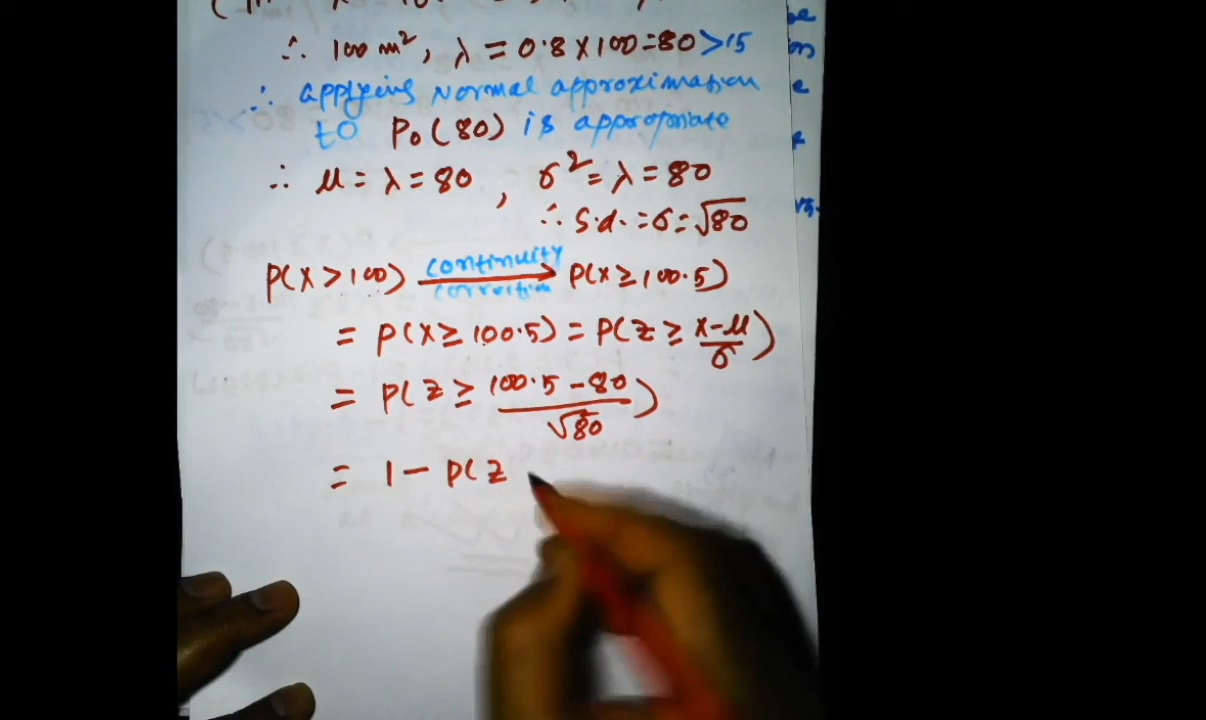 ∴ 100 m², λ = 0.8 × 100 = 80 > 15
∴ applying Normal approximation
to P₀(80) is appropriate
∴ μ = λ = 80 , σ² = λ = 80
∴ s.d. = σ = √80
P(X > 100) continuity correction → P(X ≥ 100.5)
= P(X ≥ 100.5) = P(Z ≥ (x-μ)/σ)
= P(Z ≥ (100.5 - 80)/√80)
= 1 - P(Z